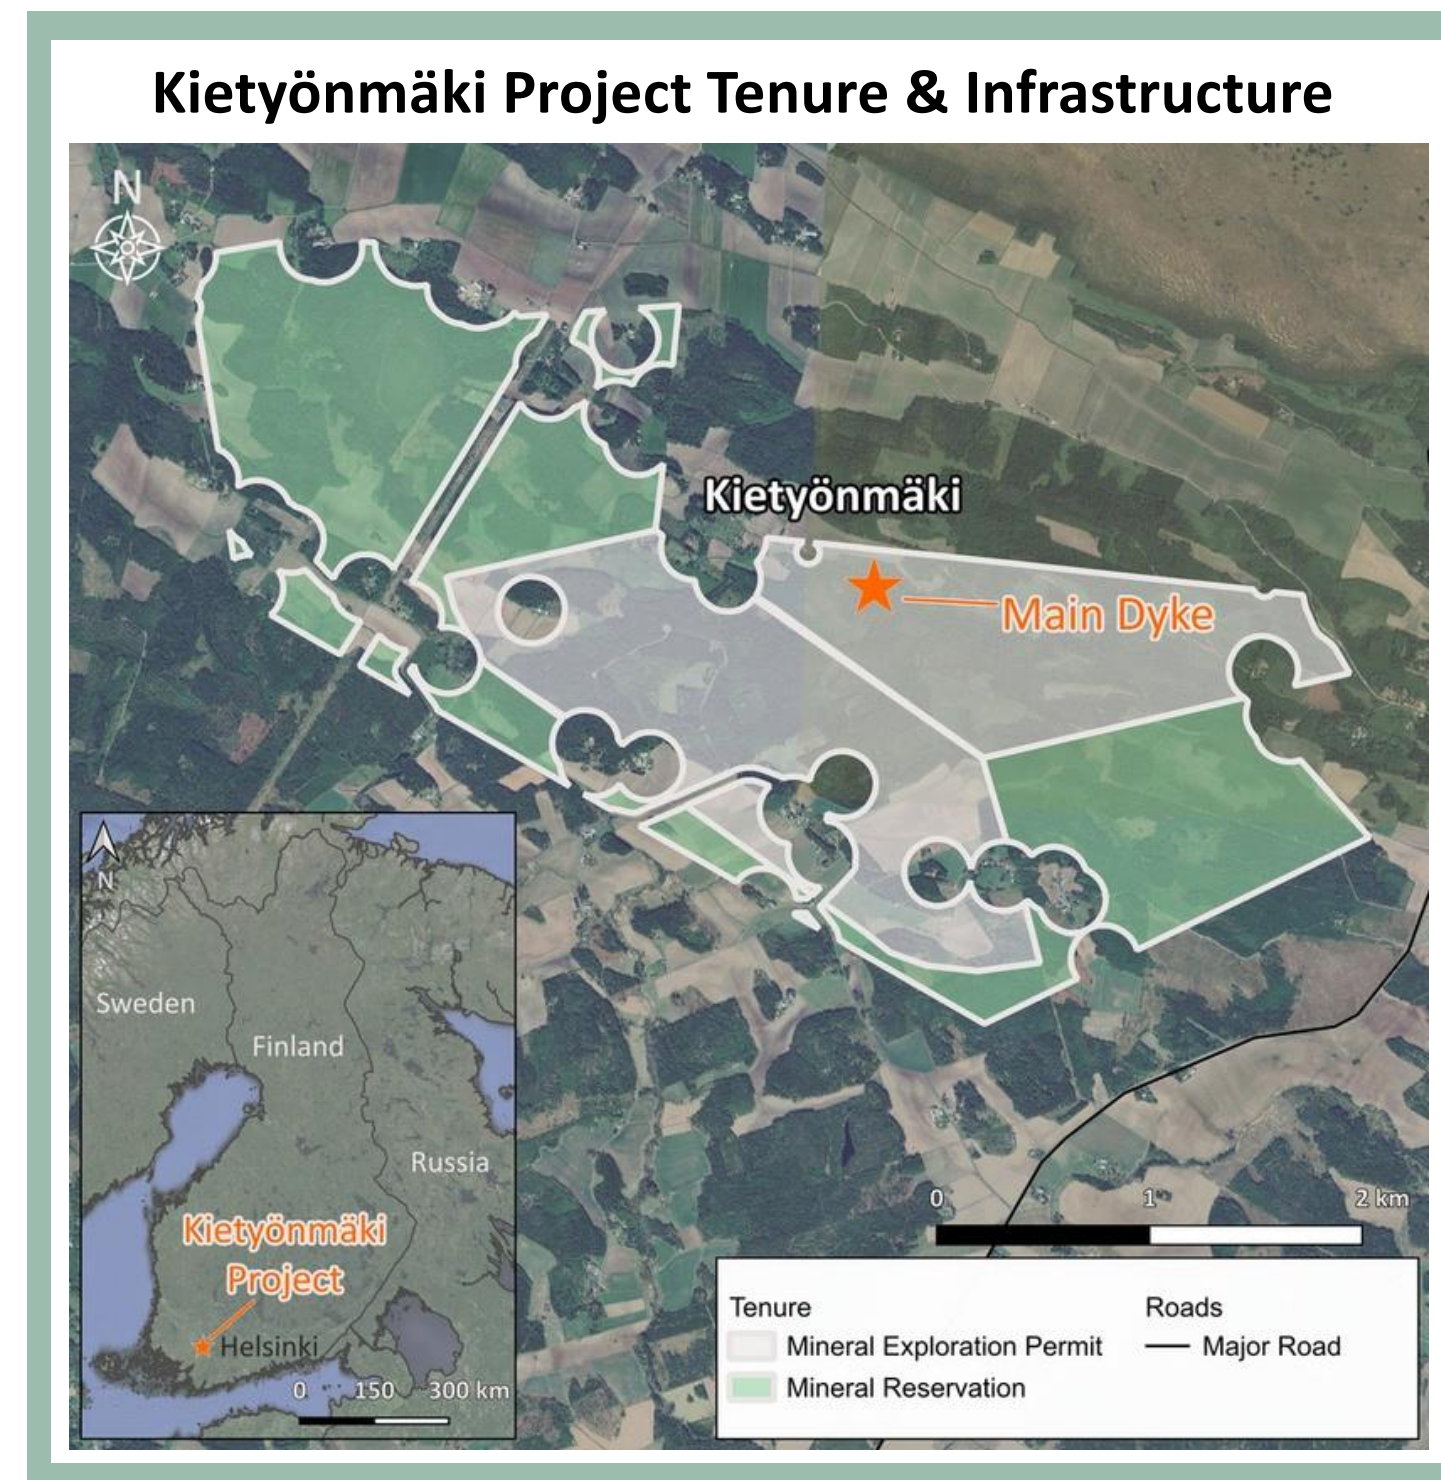 Kietyönmäki Project Tenure & Infrastructure
N
Kietyönmäki
Main Dyke
N
Sweden
Finland
Russia
Kietyönmäki
Project
Helsinki
0 150 300 km
0 1 2 km
Tenure
Mineral Exploration Permit
Mineral Reservation
Roads
Major Road